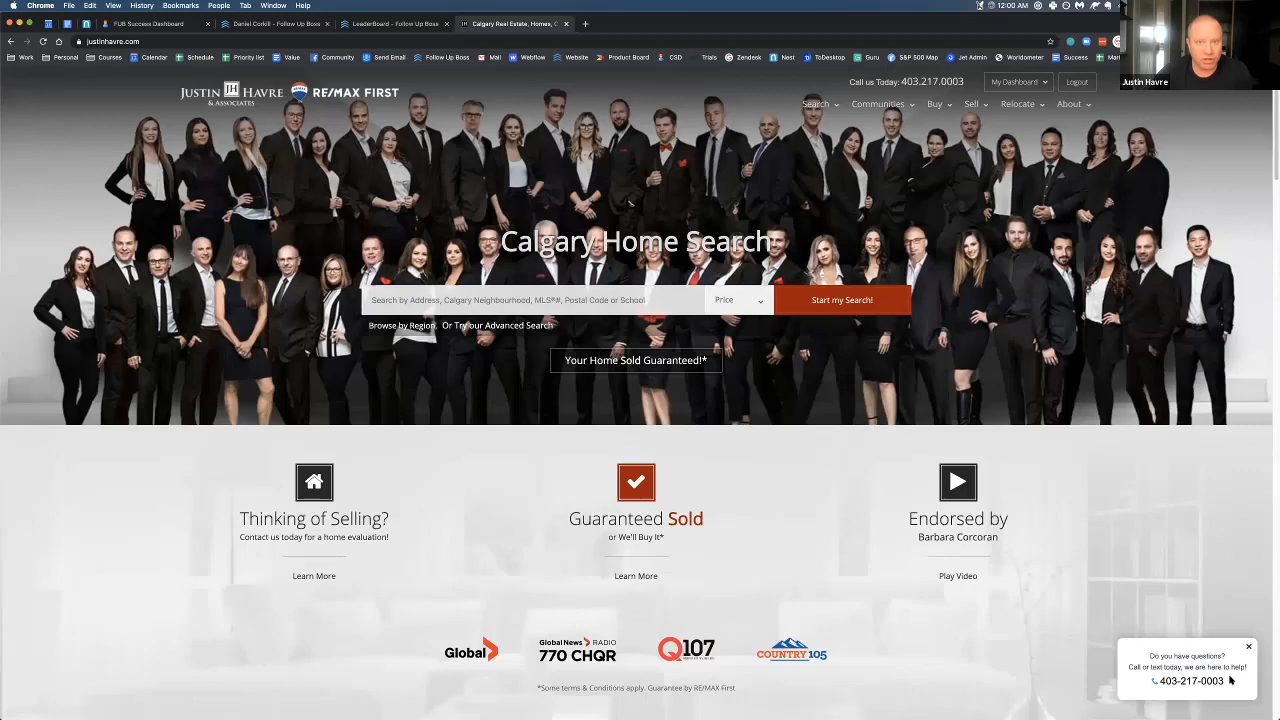 Chrome File Edit View History Bookmarks People Tab Window Help
12:00 AM
FUB Success Dashboard
Daniel Corkill - Follow Up Boss
LeaderBoard - Follow Up Boss
Calgary Real Estate, Homes, C
justinhavre.com
Work Personal Courses Calendar Schedule Priority list Value Community Send Email Follow Up Boss Mail Webflow Website Product Board CSD Trials Zendesk Nest ToDesktop Guru S&P 500 Map Jet Admin Worldometer Success Mar
Justin Havre
JUSTIN JH HAVRE
& ASSOCIATES
RE/MAX FIRST
Call us Today: 403.217.0003
My Dashboard
Logout
Search Communities Buy Sell Relocate About
Calgary Home Search
Search by Address, Calgary Neighbourhood, MLS®#, Postal Code or School
Price
Start my Search!
Browse by Region, Or Try our Advanced Search
Your Home Sold Guaranteed!*
Thinking of Selling?
Contact us today for a home evaluation!
Learn More
Guaranteed Sold
or We'll Buy It*
Learn More
Endorsed by
Barbara Corcoran
Play Video
Global
Global News RADIO
770 CHQR
Q107
COUNTRY 105
*Some terms & Conditions apply. Guarantee by RE/MAX First
Do you have questions?
Call or text today, we are here to help!
403-217-0003